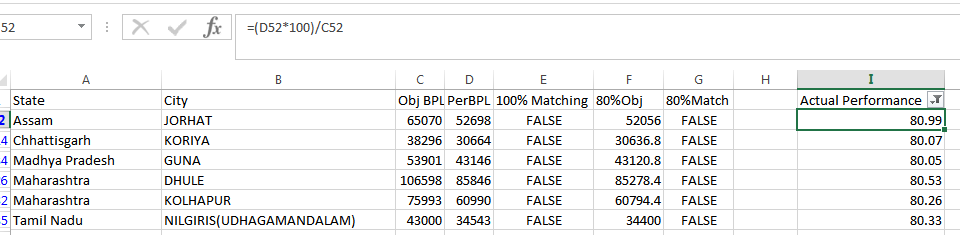 52 fx =(D52*100)/C52
A B C D E F G H I
State City Obj BPL PerBPL 100% Matching 80%Obj 80%Match Actual Performance
2 Assam JORHAT 65070 52698 FALSE 52056 FALSE 80.99
4 Chhattisgarh KORIYA 38296 30664 FALSE 30636.8 FALSE 80.07
4 Madhya Pradesh GUNA 53901 43146 FALSE 43120.8 FALSE 80.05
6 Maharashtra DHULE 106598 85846 FALSE 85278.4 FALSE 80.53
2 Maharashtra KOLHAPUR 75993 60990 FALSE 60794.4 FALSE 80.26
5 Tamil Nadu NILGIRIS(UDHAGAMANDALAM) 43000 34543 FALSE 34400 FALSE 80.33